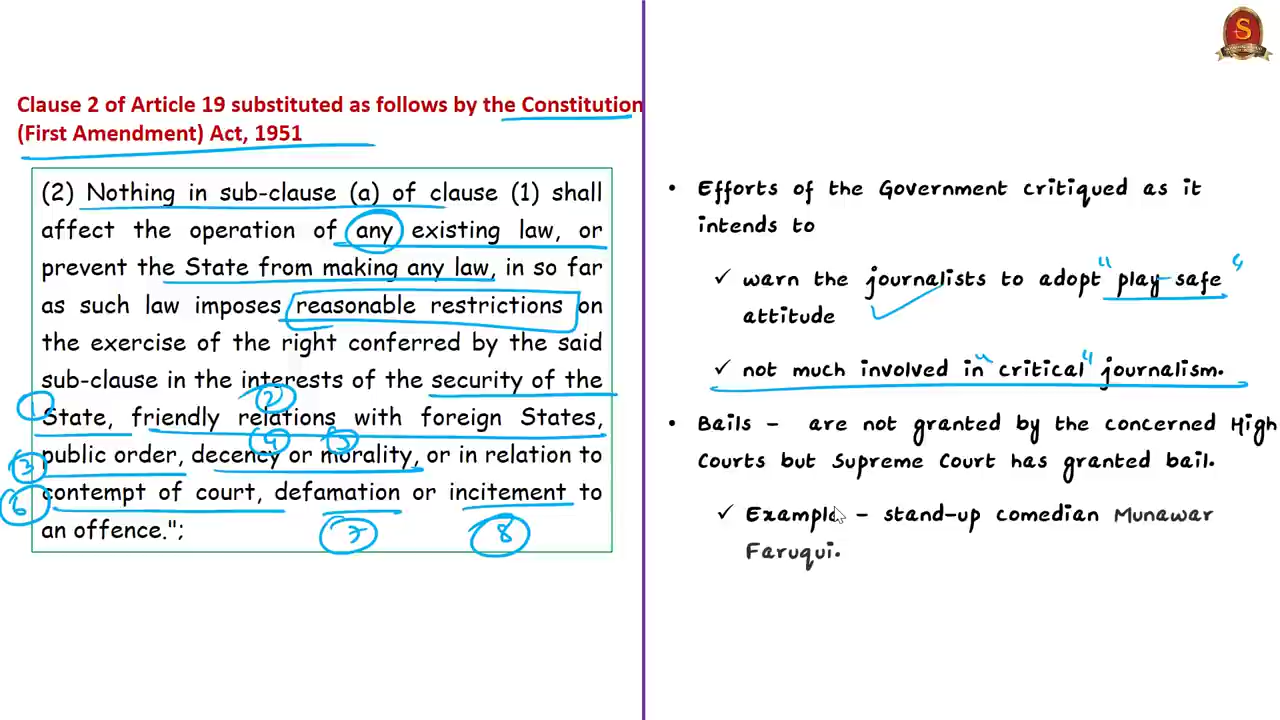 S
Clause 2 of Article 19 substituted as follows by the Constitution
(First Amendment) Act, 1951
(2) Nothing in sub-clause (a) of clause (1) shall
affect the operation of any existing law, or
prevent the State from making any law, in so far
as such law imposes reasonable restrictions on
the exercise of the right conferred by the said
sub-clause in the interests of the security of the
State, friendly relations with foreign States,
public order, decency or morality, or in relation to
contempt of court, defamation or incitement to
an offence.";
1
2
3
4
5
6
7
8
• Efforts of the Government critiqued as it
intends to
✓ warn the journalists to adopt "play-safe"
attitude
✓ not much involved in "critical" journalism.
• Bails - are not granted by the concerned High
Courts but Supreme Court has granted bail.
✓ Example - stand-up comedian Munawar
Faruqui.